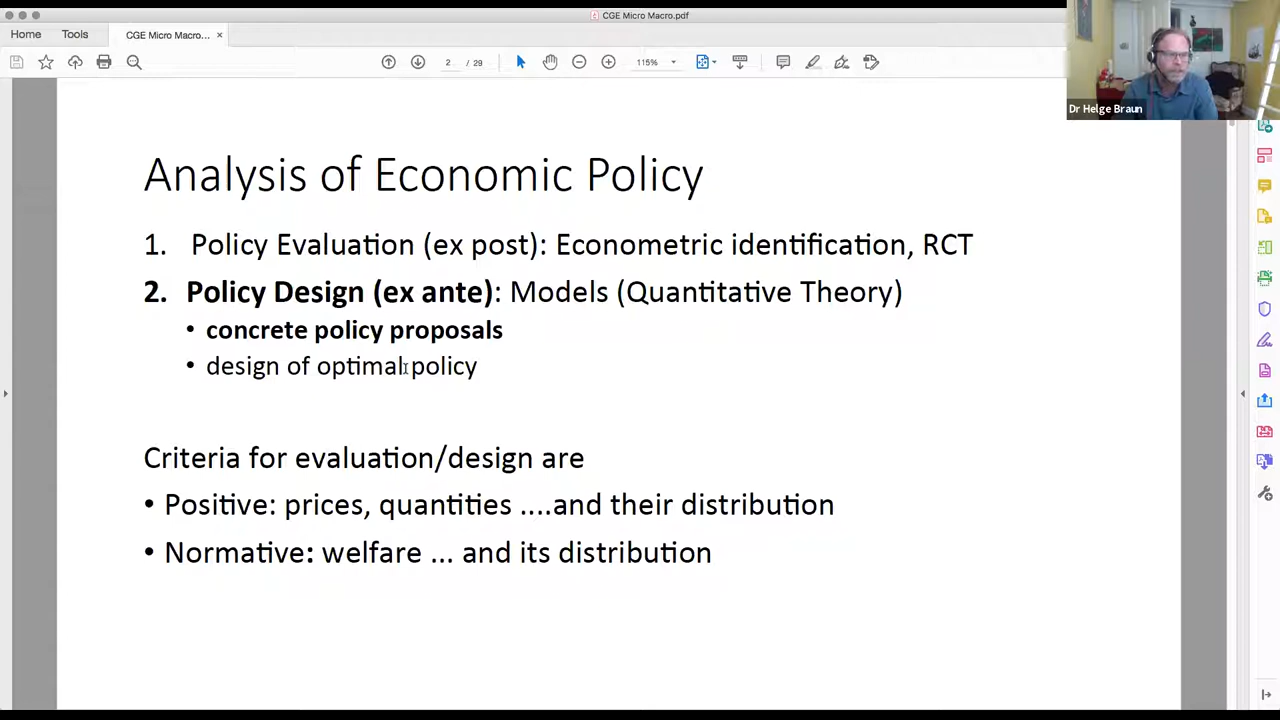 CGE Micro Macro.pdf
Home
Tools
CGE Micro Macro... ×
2 / 29
115%
Dr Helge Braun
Analysis of Economic Policy
1. Policy Evaluation (ex post): Econometric identification, RCT
2. Policy Design (ex ante): Models (Quantitative Theory)
• concrete policy proposals
• design of optimal policy
Criteria for evaluation/design are
• Positive: prices, quantities ....and their distribution
• Normative: welfare ... and its distribution